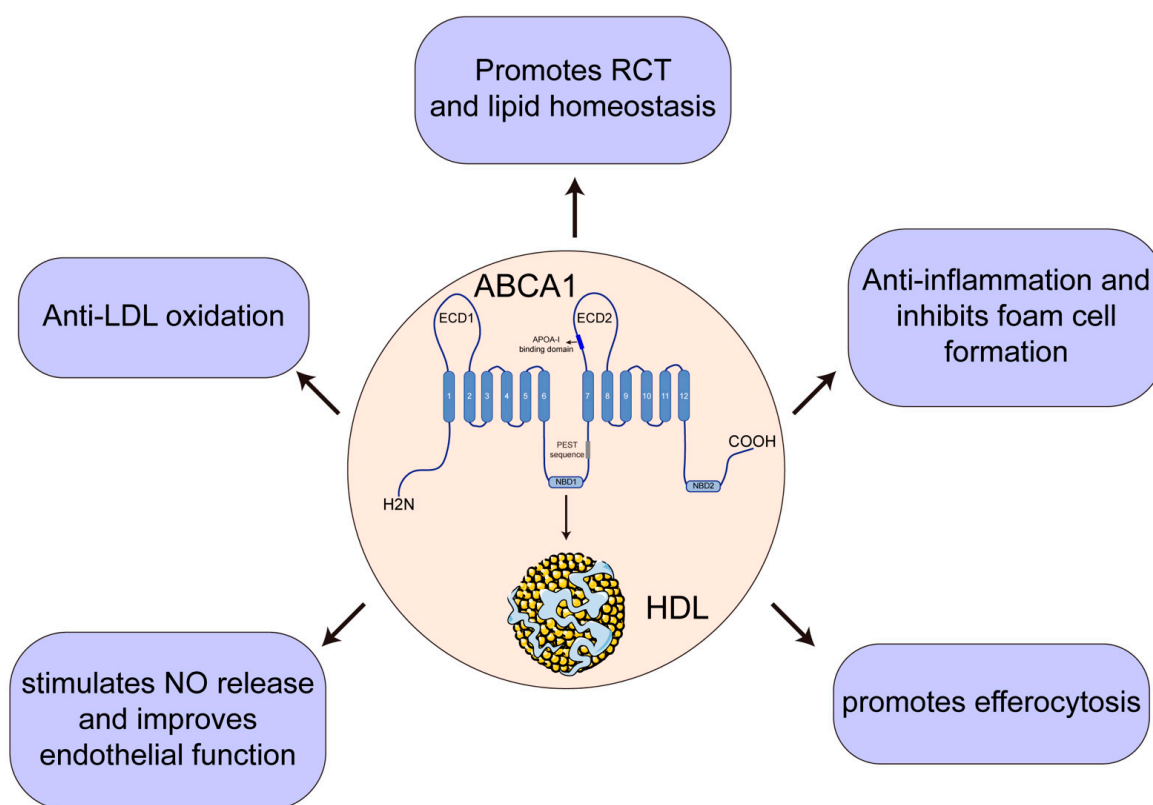 Promotes RCT
and lipid homeostasis
Anti-LDL oxidation
Anti-inflammation and
inhibits foam cell
formation
ABCA1
ECD1
ECD2
APOA-I
binding domain
1 2 3 4 5 6 7 8 9 10 11 12
PEST
sequence
COOH
NBD1
NBD2
H2N
HDL
stimulates NO release
and improves
endothelial function
promotes efferocytosis